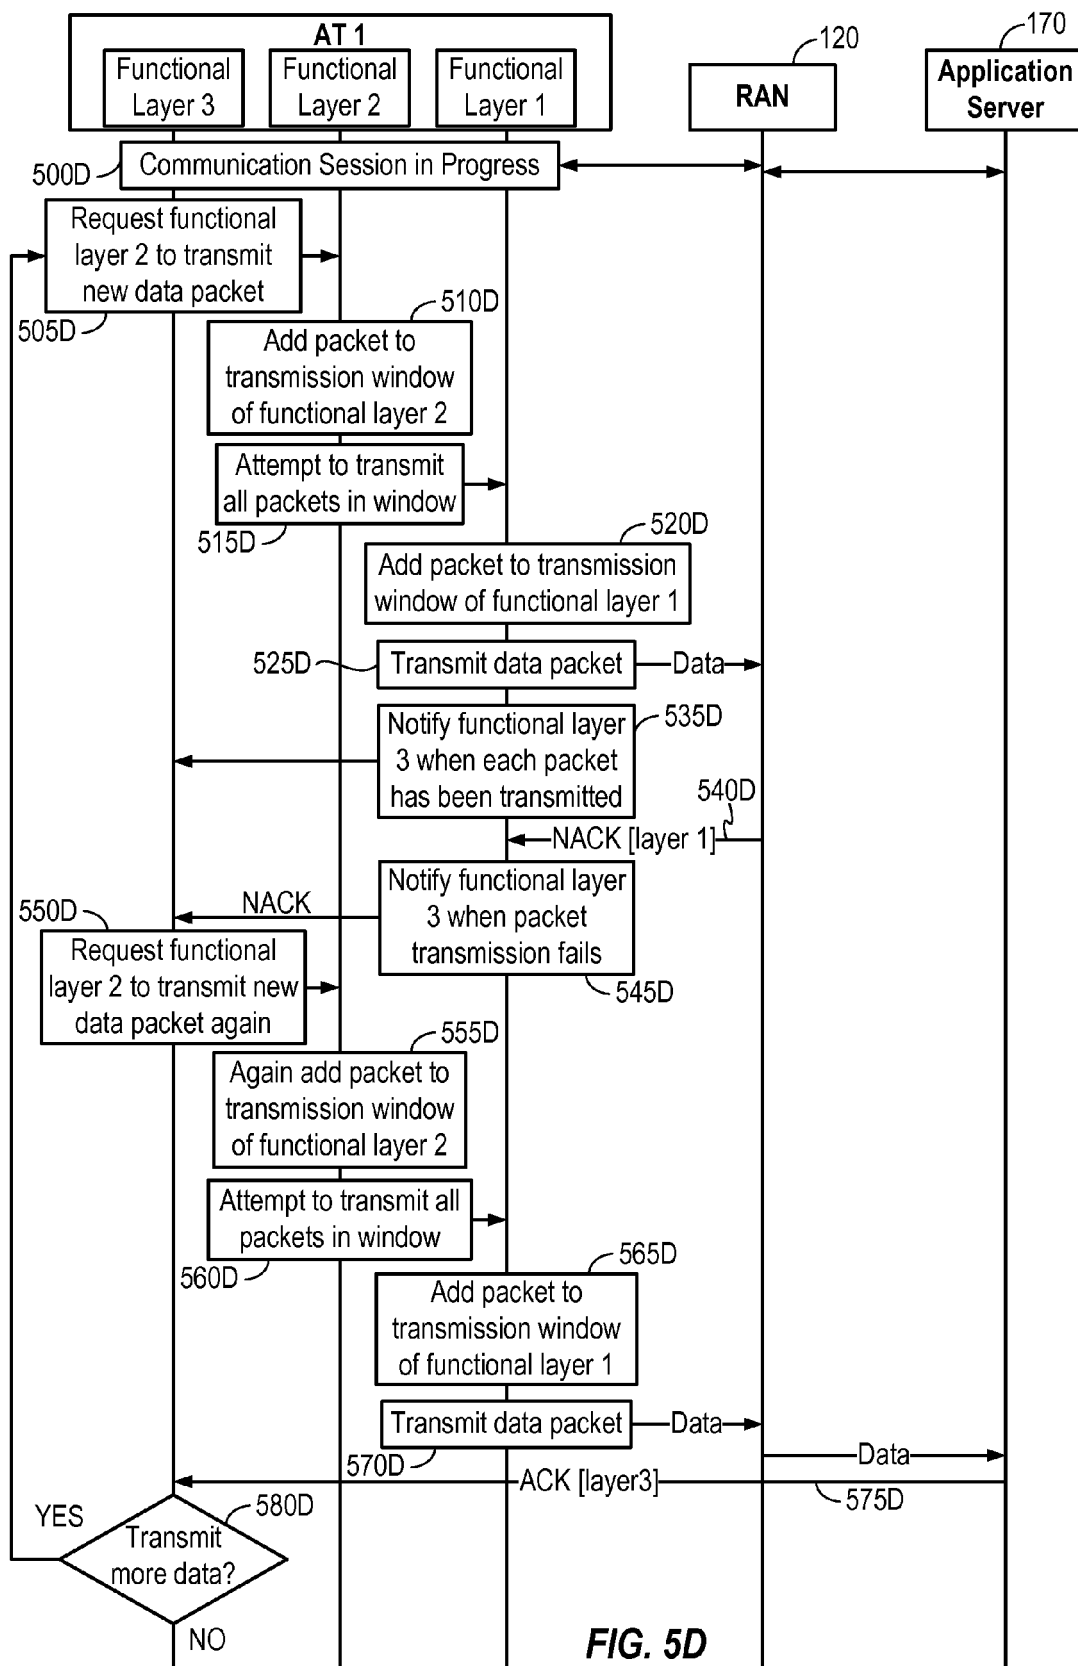 AT 1
Functional
Layer 3
Functional
Layer 2
Functional
Layer 1
120
RAN
170
Application
Server
500D
Communication Session in Progress
Request functional
layer 2 to transmit
new data packet
505D
510D
Add packet to
transmission window
of functional layer 2
Attempt to transmit
all packets in window
515D
520D
Add packet to transmission
window of functional layer 1
525D
Transmit data packet
Data
535D
Notify functional layer
3 when each packet
has been transmitted
540D
NACK [layer 1]
Notify functional layer
3 when packet
transmission fails
545D
NACK
550D
Request functional
layer 2 to transmit new
data packet again
555D
Again add packet to
transmission window
of functional layer 2
Attempt to transmit all
packets in window
560D
565D
Add packet to
transmission window
of functional layer 1
Transmit data packet
Data
570D
Data
ACK [layer3]
575D
YES
580D
Transmit
more data?
NO
FIG. 5D